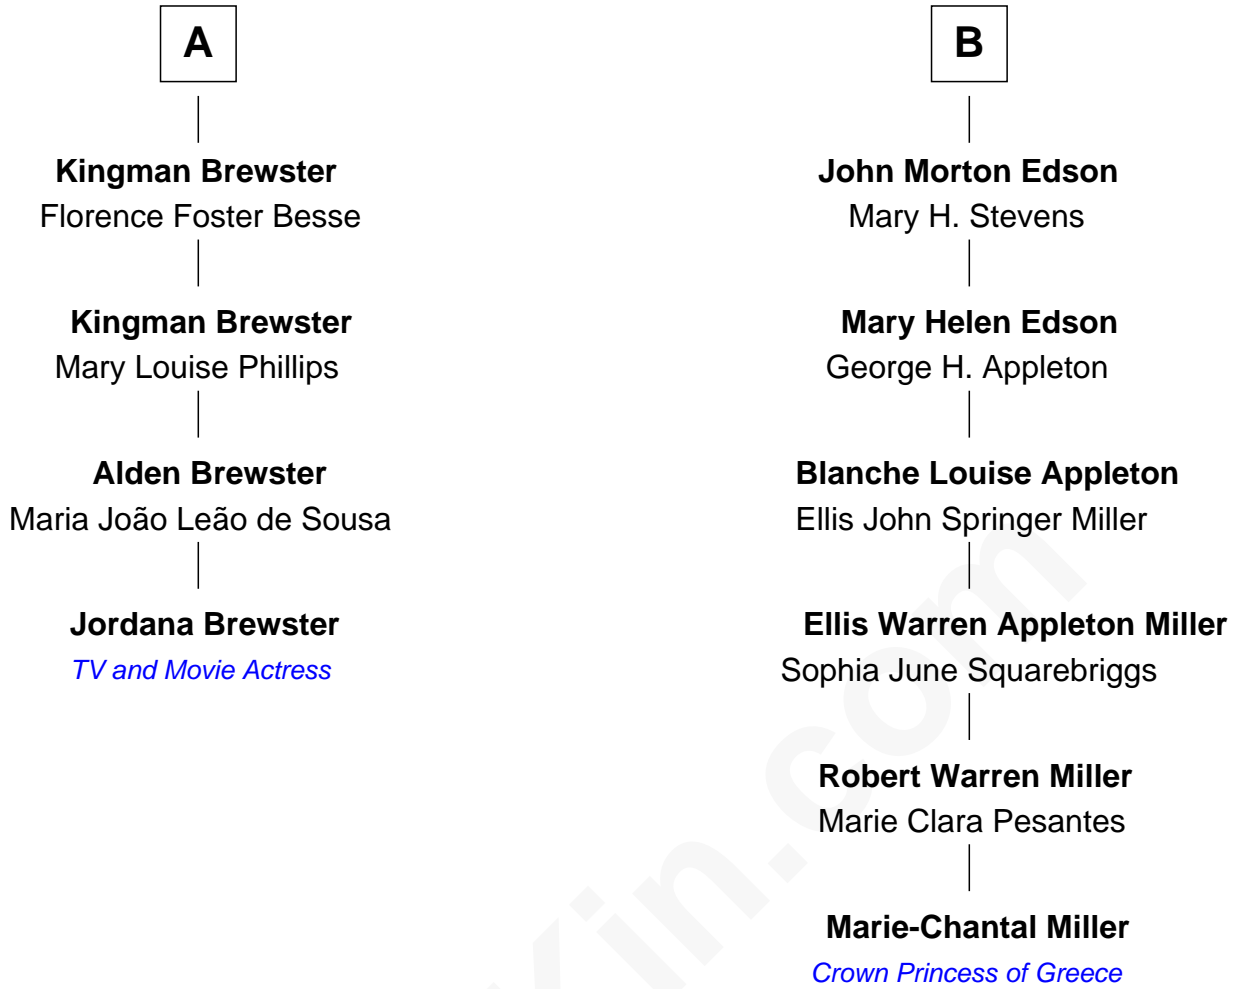 A
Kingman Brewster
Florence Foster Besse
Kingman Brewster
Mary Louise Phillips
Alden Brewster
Maria João Leão de Sousa
Jordana Brewster
TV and Movie Actress
B
John Morton Edson
Mary H. Stevens
Mary Helen Edson
George H. Appleton
Blanche Louise Appleton
Ellis John Springer Miller
Ellis Warren Appleton Miller
Sophia June Squarebriggs
Robert Warren Miller
Marie Clara Pesantes
Marie-Chantal Miller
Crown Princess of Greece
Kin.com